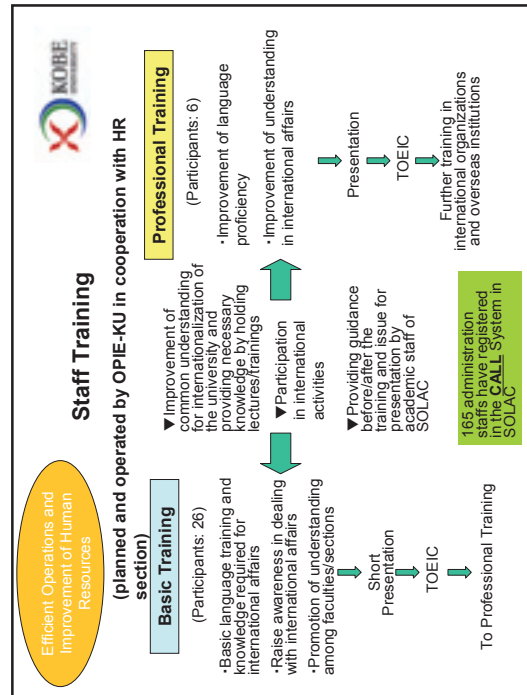 Efficient Operations and
Improvement of Human
Resources
KOBE
UNIVERSITY
Staff Training
(planned and operated by OPIE-KU in cooperation with HR
section)
Basic Training
(Participants: 26)
・Basic language training and
knowledge required for
international affairs
・Raise awareness in dealing
with international affairs
・Promotion of understanding
among faculties/sections
Short
Presentation
TOEIC
To Professional Training
▼Improvement of
common understanding
for internationalization of
the university and
providing necessary
knowledge by holding
lectures/trainings
▼Participation
in international
activities
▼Providing guidance
before/after the
training and issue for
presentation by
academic staff of
SOLAC
165 administration
staffs have registered
in the CALL System in
SOLAC
Professional Training
(Participants: 6)
・Improvement of language
proficiency
・Improvement of understanding
in international affairs
Presentation
TOEIC
Further training in
international organizations
and overseas institutions